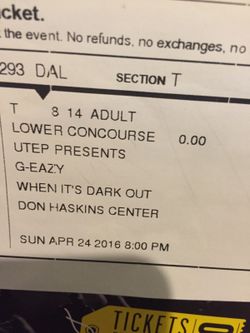 cket.
the event. No refunds, no exchanges, no
293 DAL SECTION T
T 8 14 ADULT
LOWER CONCOURSE 0.00
UTEP PRESENTS
G-EAZY
WHEN IT'S DARK OUT
DON HASKINS CENTER
SUN APR 24 2016 8:00 PM
TICKETS